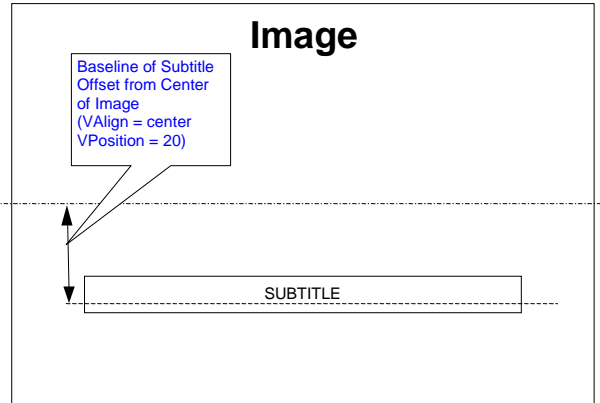 Image
Baseline of Subtitle
Offset from Center
of Image
(VAlign = center
VPosition = 20)
SUBTITLE